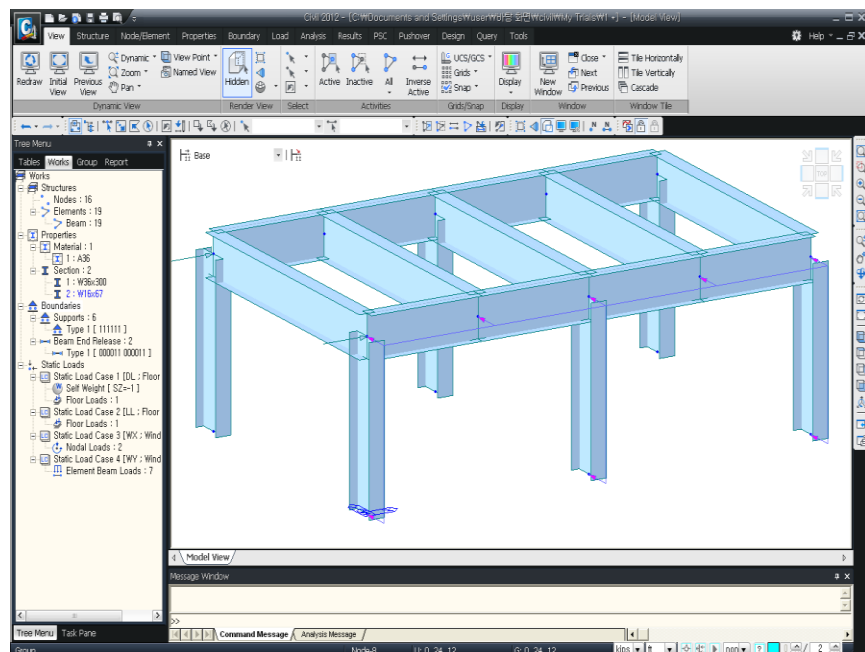 Civil 2012 - [C:₩Documents and Settings₩user₩바탕 화면₩civil₩My Trials₩I +] - [Model View]
View Structure Node/Element Properties Boundary Load Analysis Results PSC Pushover Design Query Tools Help
Redraw Initial View Previous View Dynamic Zoom Pan View Point Named View Hidden Active Inactive All Inverse Active UCS/GCS Grids Snap Display New Window Close Next Previous Tile Horizontally Tile Vertically Cascade
Dynamic View Render View Select Activities Grids/Snap Display Window Window Tile
Tree Menu
Tables Works Group Report
Base
TOP
Works
Structures
Nodes : 16
Elements : 19
Beam : 19
Properties
Material : 1
1 : A36
Section : 2
1 : W36x300
2 : W16x67
Boundaries
Supports : 6
Type 1 [ 111111 ]
Beam End Release : 2
Type 1 [ 000011 000011 ]
Static Loads
Static Load Case 1 [DL ; Floor
Self Weight [ SZ=-1 ]
Floor Loads : 1
Static Load Case 2 [LL ; Floor
Floor Loads : 1
Static Load Case 3 [WX ; Wind
Nodal Loads : 2
Static Load Case 4 [WY ; Wind
Element Beam Loads : 7
Model View
Message Window
>>
Command Message Analysis Message
Tree Menu Task Pane
Group Node-8 U: 0, 24, 12 G: 0, 24, 12 kips ft non ? / 2